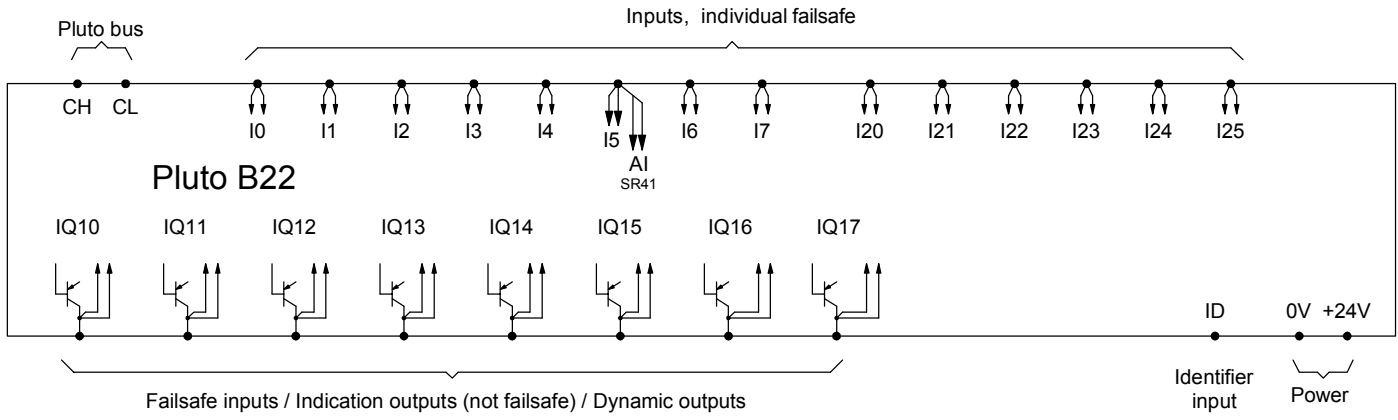 Inputs, individual failsafe
Pluto bus
CH CL
I0 I1 I2 I3 I4 I5 I6 I7 I20 I21 I22 I23 I24 I25
AI
SR41
Pluto B22
IQ10 IQ11 IQ12 IQ13 IQ14 IQ15 IQ16 IQ17
ID 0V +24V
Identifier
input
Power
Failsafe inputs / Indication outputs (not failsafe) / Dynamic outputs